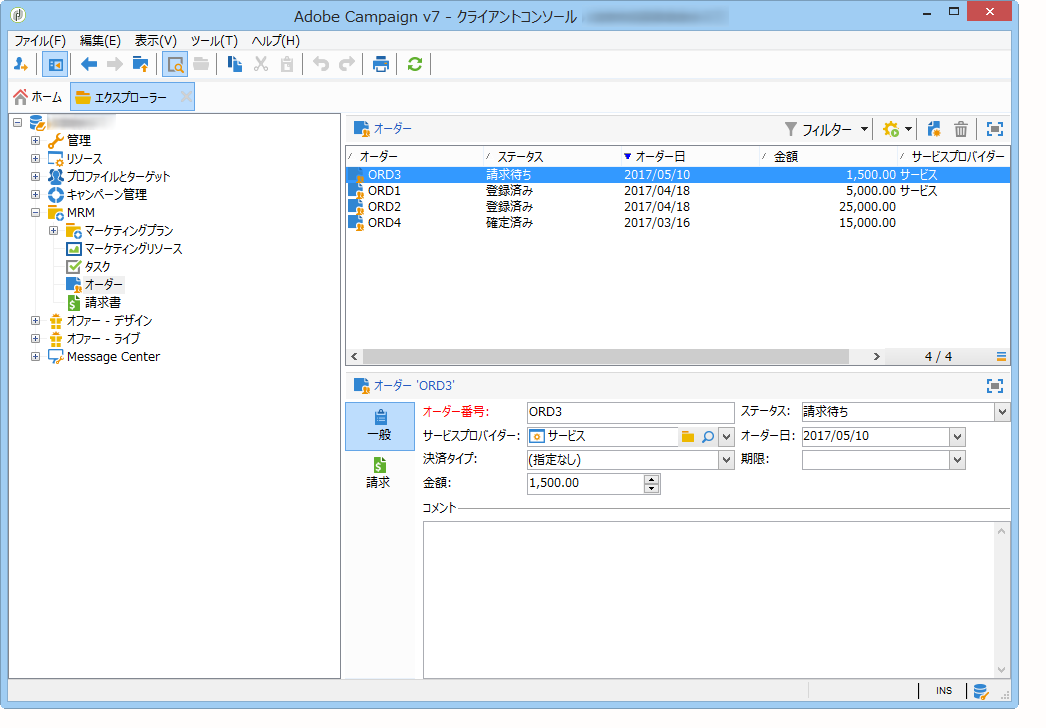 Adobe Campaign v7 - クライアントコンソール
ファイル(F) 編集(E) 表示(V) ツール(T) ヘルプ(H)
ホーム エクスプローラー
管理
リソース
プロファイルとターゲット
キャンペーン管理
MRM
マーケティングプラン
マーケティングリソース
タスク
オーダー
請求書
オファー - デザイン
オファー - ライブ
Message Center
オーダー フィルター
オーダー ステータス オーダー日 金額 サービスプロバイダー
ORD3 請求待ち 2017/05/10 1,500.00 サービス
ORD1 登録済み 2017/04/18 5,000.00 サービス
ORD2 登録済み 2017/04/18 25,000.00
ORD4 確定済み 2017/03/16 15,000.00
4 / 4
オーダー 'ORD3'
一般
請求
オーダー番号: ORD3 ステータス: 請求待ち
サービスプロバイダー: サービス オーダー日: 2017/05/10
決済タイプ: (指定なし) 期限:
金額: 1,500.00
コメント
INS